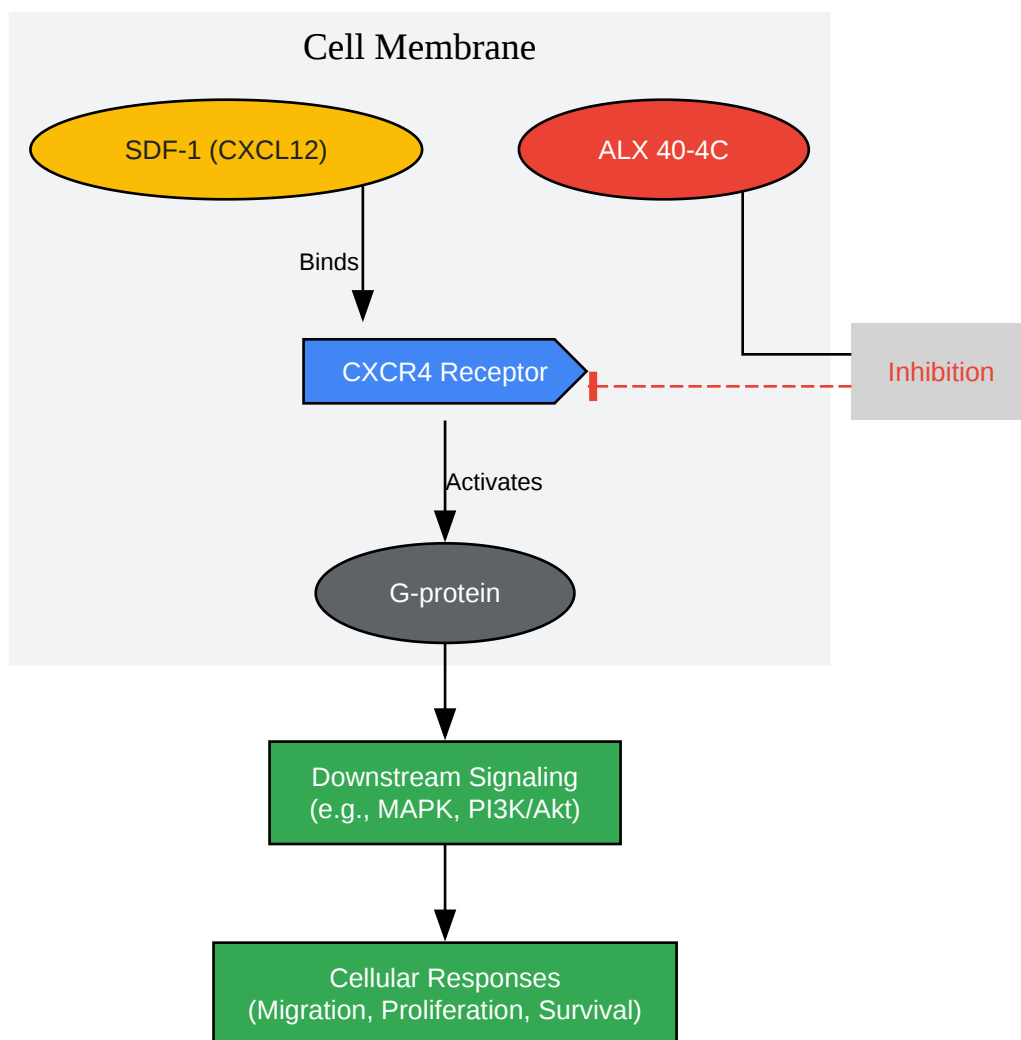 Cell Membrane
SDF-1 (CXCL12)
ALX 40-4C
Binds
CXCR4 Receptor
Inhibition
Activates
G-protein
Downstream Signaling
(e.g., MAPK, PI3K/Akt)
Cellular Responses
(Migration, Proliferation, Survival)